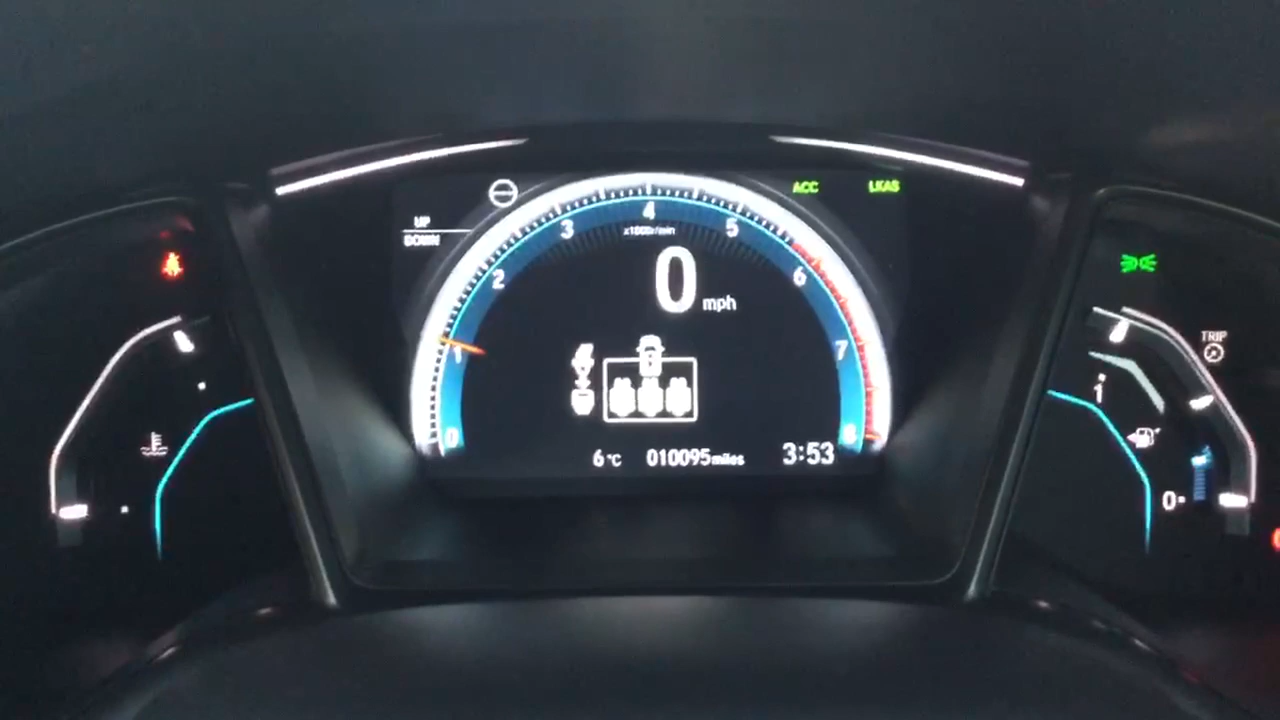 ACC LKAS
UP
DOWN
0 1 2 3 4 5 6 7 8
x1000r/min
0 mph
6°C 010095miles 3:53
TRIP
1
0